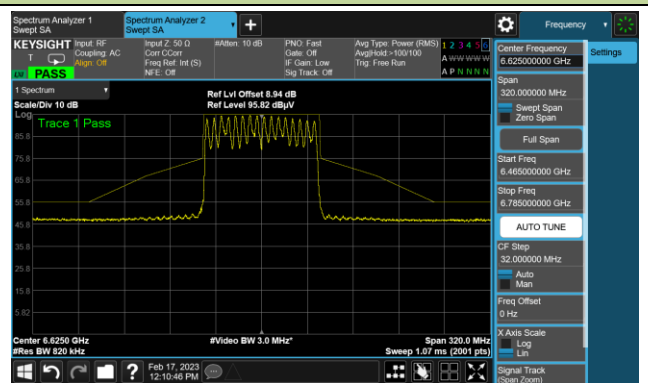 Spectrum Analyzer 1
Swept SA
Spectrum Analyzer 2
Swept SA
Frequency
KEYSIGHT
Input: RF
Coupling: AC
Align: Off
Input Z: 50 Ω
Corr CCorr
Freq Ref: Int (S)
NFE: Off
#Atten: 10 dB
PNO: Fast
Gate: Off
IF Gain: Low
Sig Track: Off
Avg Type: Power (RMS)
Avg|Hold:>100/100
Trig: Free Run
1 2 3 4 5 6
A W W W W W
A P N N N N
T
LNI PASS
1 Spectrum
Scale/Div 10 dB
Ref Lvl Offset 8.94 dB
Ref Level 95.82 dBµV
Log
Trace 1 Pass
85.8
75.8
65.8
55.8
45.8
35.8
25.8
15.8
5.82
Center 6.6250 GHz
#Res BW 820 kHz
#Video BW 3.0 MHz*
Span 320.0 MHz
Sweep 1.07 ms (2001 pts)
Feb 17, 2023
12:10:46 PM
Center Frequency
6.625000000 GHz
Settings
Span
320.000000 MHz
Swept Span
Zero Span
Full Span
Start Freq
6.465000000 GHz
Stop Freq
6.785000000 GHz
AUTO TUNE
CF Step
32.000000 MHz
Auto
Man
Freq Offset
0 Hz
X Axis Scale
Log
Lin
Signal Track
(Span Zoom)